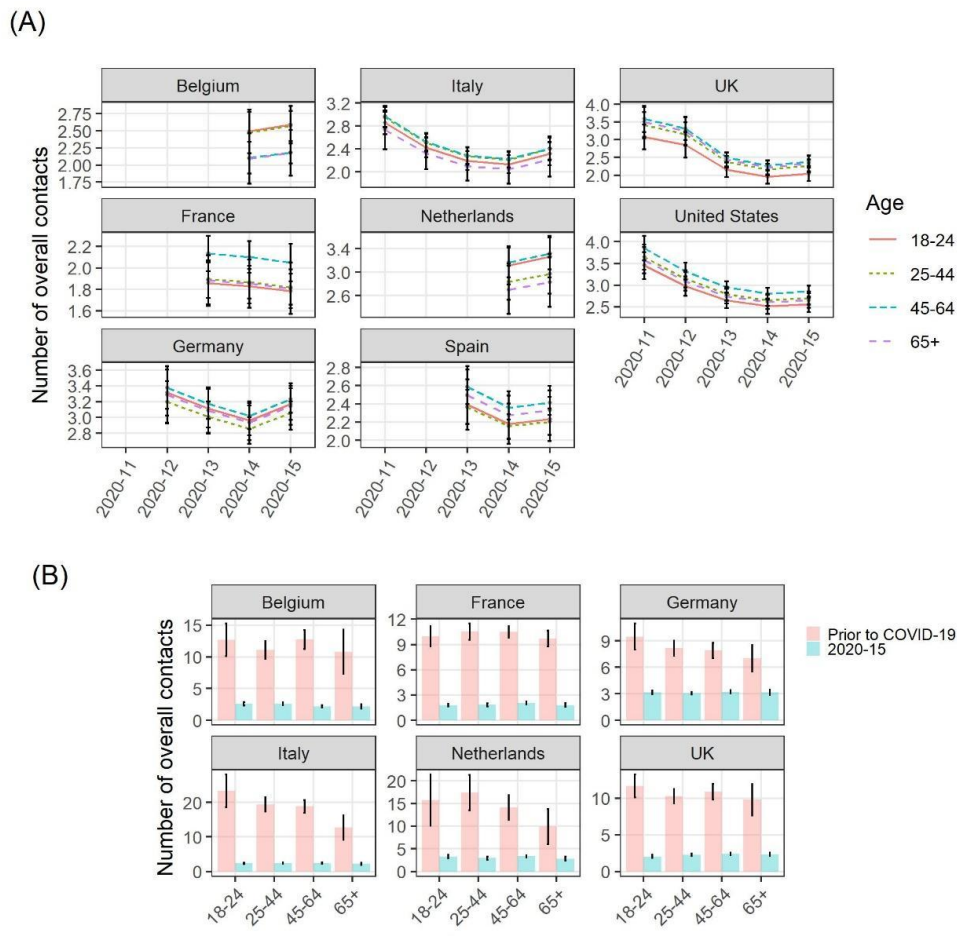 (A)
Number of overall contacts
Belgium
2.75
2.50
2.25
2.00
1.75
Italy
3.2
2.8
2.4
2.0
UK
4.0
3.5
3.0
2.5
2.0
France
2.2
2.0
1.8
1.6
Netherlands
3.4
3.0
2.6
United States
4.0
3.5
3.0
2.5
Germany
3.6
3.4
3.2
3.0
2.8
Spain
2.8
2.6
2.4
2.2
2.0
2020-11 2020-12 2020-13 2020-14 2020-15
2020-11 2020-12 2020-13 2020-14 2020-15
2020-11 2020-12 2020-13 2020-14 2020-15
Age
18-24
25-44
45-64
65+
(B)
Number of overall contacts
Belgium
15
10
5
0
France
12
9
6
3
0
Germany
9
6
3
0
Italy
20
10
0
Netherlands
20
15
10
5
0
UK
10
5
0
18-24 25-44 45-64 65+
18-24 25-44 45-64 65+
18-24 25-44 45-64 65+
Prior to COVID-19
2020-15